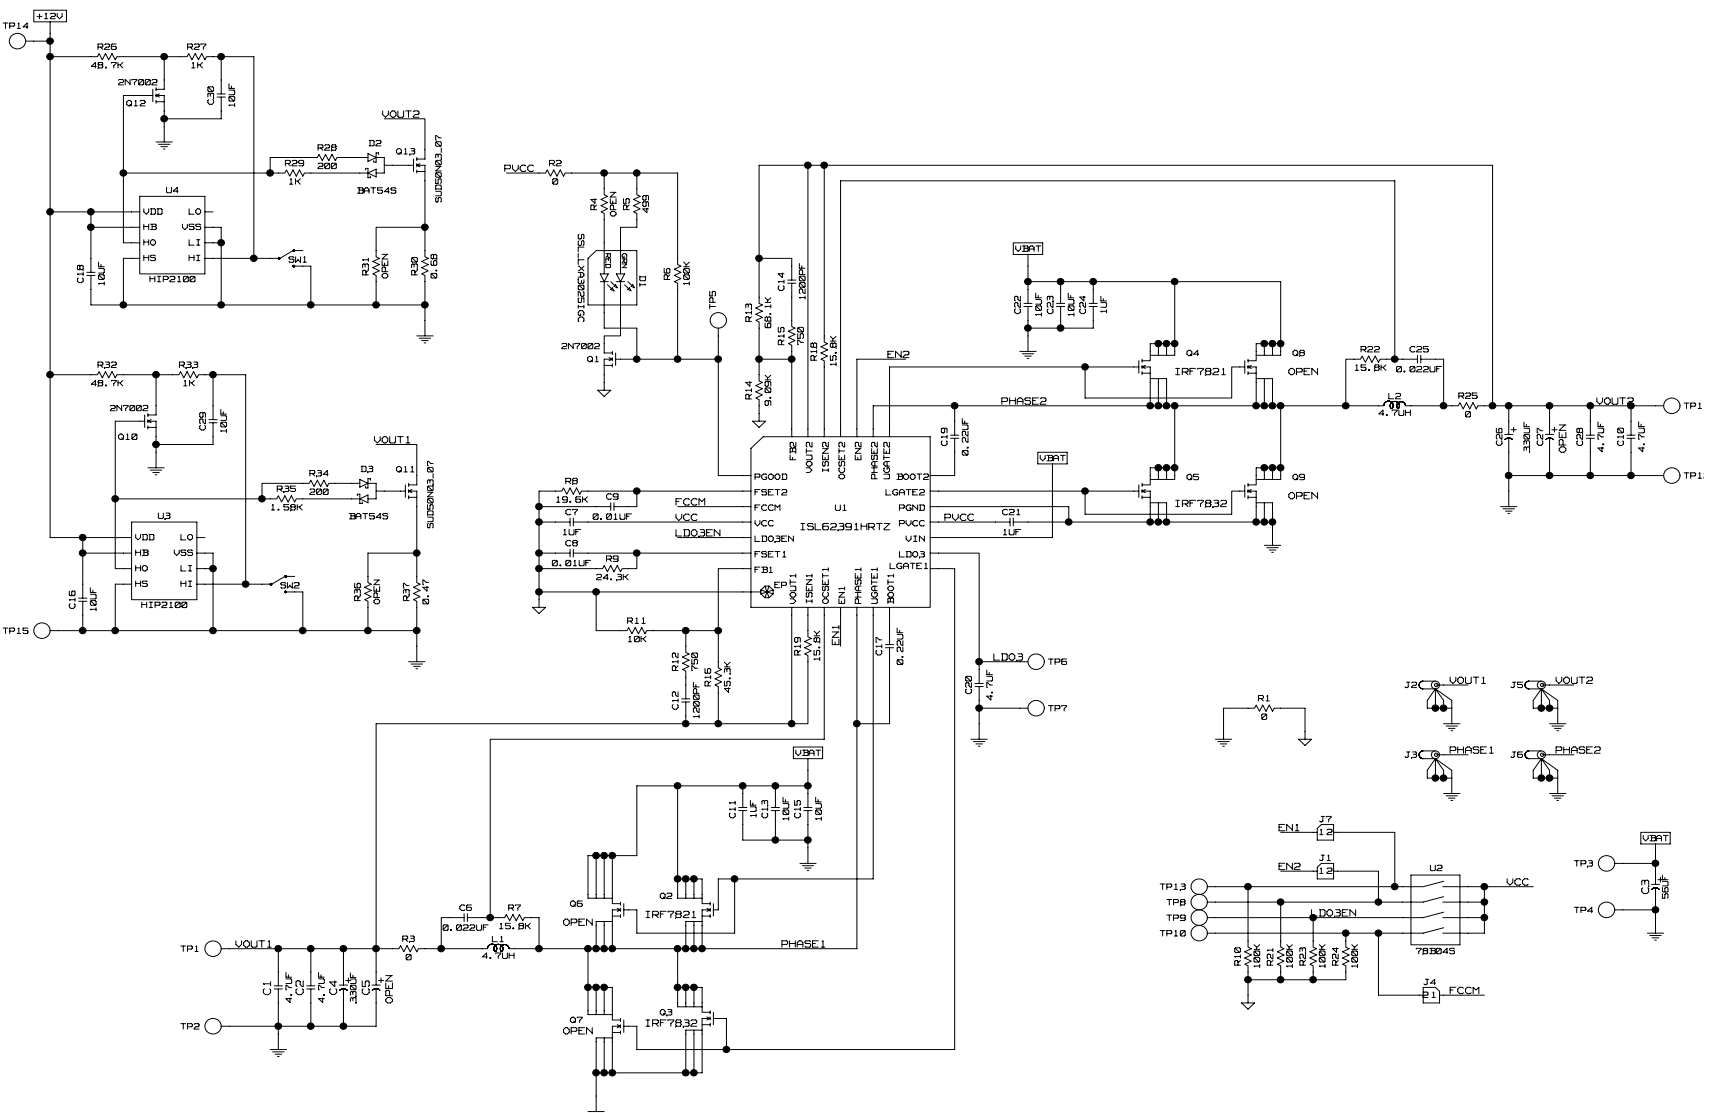 +12V
TP14
R26
48.7K
R27
1K
2N7002
Q12
C30
10UF
VOUT2
R28
200
D2
R29
1K
BAT54S
Q13
SUD50N03_07
U4
VDD
HB
HO
HS
LO
VSS
LI
HI
HIP2100
C18
10UF
SW1
R31
OPEN
R30
0.68
R32
48.7K
R33
1K
2N7002
Q10
C29
10UF
VOUT1
R34
200
D3
R35
1.58K
BAT54S
Q11
SUD50N03_07
U3
VDD
HB
HO
HS
LO
VSS
LI
HI
HIP2100
C16
10UF
SW2
R36
OPEN
R37
0.47
TP15
PVCC
R2
0
R4
OPEN
R5
499
SSL_LXA3025IGC
RED
GRN
D1
R6
100K
2N7002
Q1
TP5
R13
68.1K
C14
1200PF
R15
750
R14
9.09K
R18
15.8K
EN2
PHASE2
C19
0.22UF
VBAT
C22
10UF
C23
10UF
C24
1UF
Q4
IRF7821
Q8
OPEN
Q5
IRF7832
Q9
OPEN
R22
15.8K
C25
0.022UF
L2
4.7UH
R25
0
VOUT2
TP1
C26
330UF
C27
OPEN
C28
4.7UF
C10
4.7UF
TP1
FB2
VOUT2
ISEN2
OCSET2
EN2
PHASE2
UGATE2
PGOOD
FSET2
FCCM
VCC
LDO3EN
FSET1
FB1
EP
U1
ISL62391HRTZ
BOOT2
LGATE2
PGND
PVCC
VIN
LDO3
LGATE1
VOUT1
ISEN1
OCSET1
EN1
PHASE1
UGATE1
BOOT1
VBAT
PVCC
C21
1UF
R8
19.6K
C9
0.01UF
FCCM
C7
1UF
VCC
LDO3EN
C8
0.01UF
R9
24.3K
R11
10K
R12
750
C12
1200PF
R16
45.3K
R19
15.8K
EN1
C17
0.22UF
LDO3
TP6
C20
4.7UF
TP7
VBAT
C11
1UF
C13
10UF
C15
10UF
Q6
OPEN
Q2
IRF7821
Q7
OPEN
Q3
IRF7832
PHASE1
C6
0.022UF
R7
15.8K
L1
4.7UH
R3
0
TP1
VOUT1
C1
4.7UF
C2
4.7UF
C4
330UF
C5
OPEN
TP2
R1
0
J2
VOUT1
J5
VOUT2
J3
PHASE1
J6
PHASE2
EN1
J7
12
EN2
J1
12
U2
VCC
TP13
TP8
TP9
LDO3EN
TP10
78B04S
R10
100K
R21
100K
R23
100K
R24
100K
J4
21
FCCM
VBAT
TP3
C3
56UF
TP4